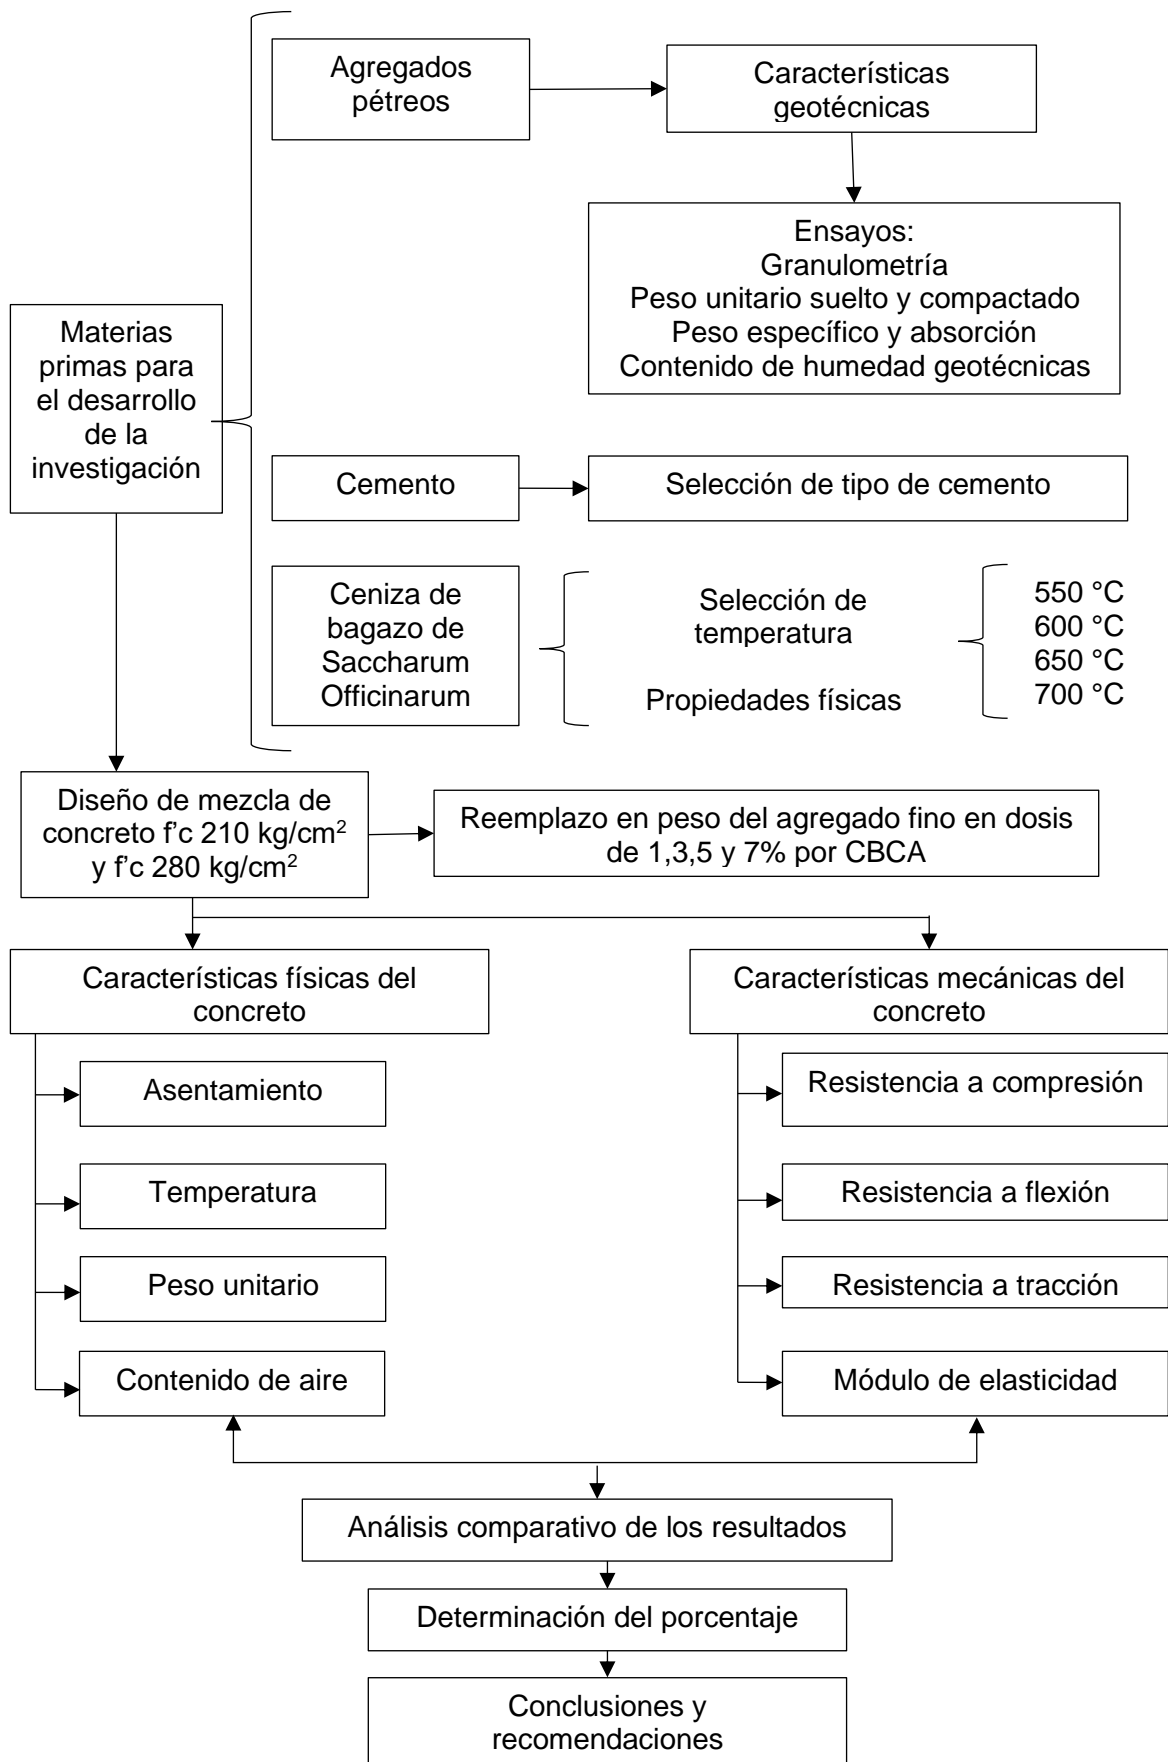 Agregados
pétreos
Características
geotécnicas
Ensayos:
Granulometría
Peso unitario suelto y compactado
Peso específico y absorción
Contenido de humedad geotécnicas
Materias
primas para
el desarrollo
de la
investigación
Cemento
Selección de tipo de cemento
Ceniza de
bagazo de
Saccharum
Officinarum
Selección de
temperatura
Propiedades físicas
550 °C
600 °C
650 °C
700 °C
Diseño de mezcla de
concreto f'c 210 kg/cm²
y f'c 280 kg/cm²
Reemplazo en peso del agregado fino en dosis
de 1,3,5 y 7% por CBCA
Características físicas del
concreto
Características mecánicas del
concreto
Asentamiento
Resistencia a compresión
Temperatura
Resistencia a flexión
Peso unitario
Resistencia a tracción
Contenido de aire
Módulo de elasticidad
Análisis comparativo de los resultados
Determinación del porcentaje
Conclusiones y
recomendaciones